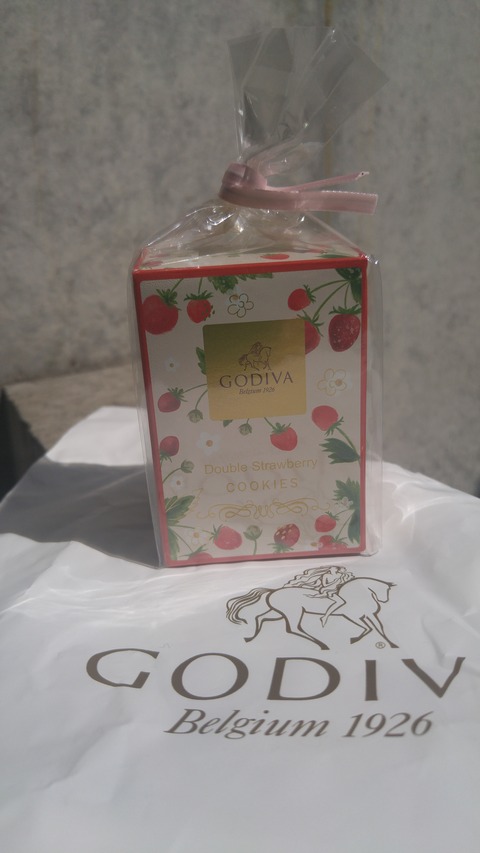 GODIVA
Belgium 1926
Double Strawberry
COOKIES
GODIV
Belgium 1926